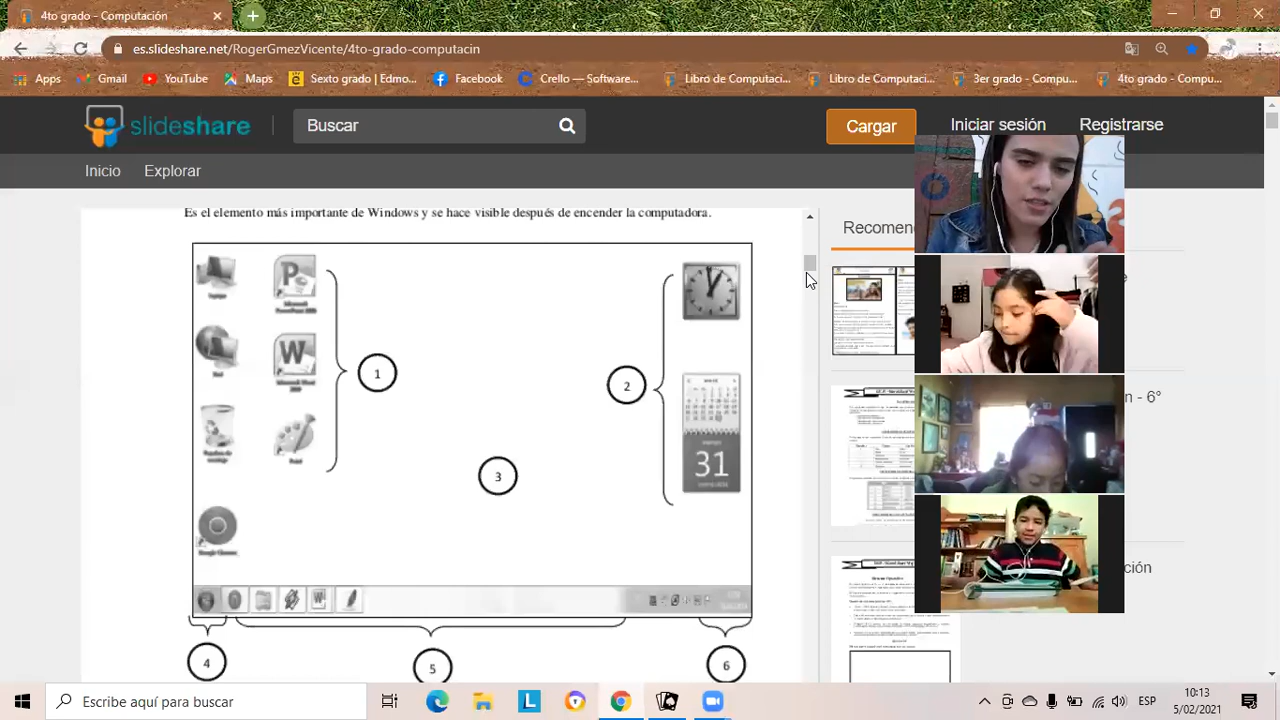 4to grado - Computación
es.slideshare.net/RogerGmezVicente/4to-grado-computacin
Apps
Gmail
YouTube
Maps
Sexto grado | Edmo...
Facebook
Crello — Software...
Libro de Computaci...
Libro de Computaci...
3er grado - Compu...
4to grado - Compu...
slideshare
Buscar
Cargar
Iniciar sesión
Registrarse
Inicio
Explorar
Es el elemento más importante de Windows y se hace visible después de encender la computadora.
Recomen
1
2
3
31
4
5
6
n - 6°
ción
Escribe aquí para buscar
ESP
10:13
5/02/2021